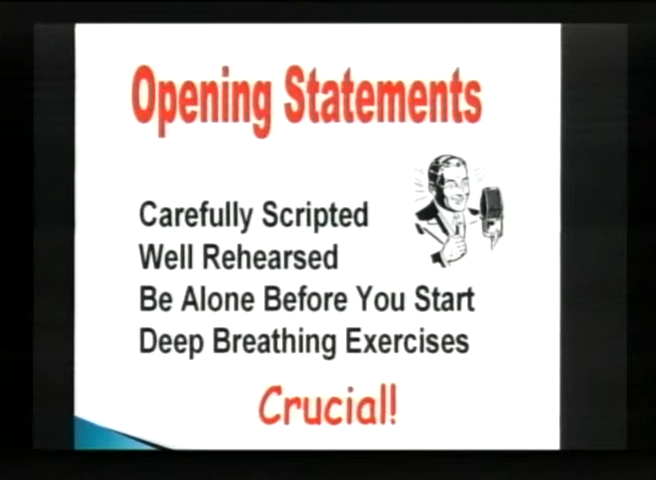 Opening Statements
Carefully Scripted
Well Rehearsed
Be Alone Before You Start
Deep Breathing Exercises
Crucial!